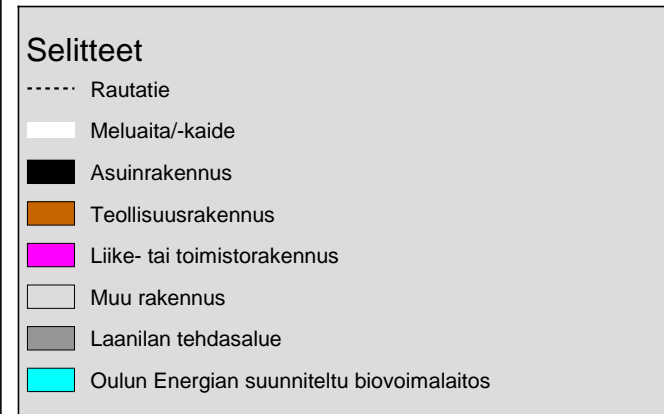 Selitteet
Rautatie
Meluaita/-kaide
Asuinrakennus
Teollisuusrakennus
Liike- tai toimistorakennus
Muu rakennus
Laanilan tehdasalue
Oulun Energian suunniteltu biovoimalaitos